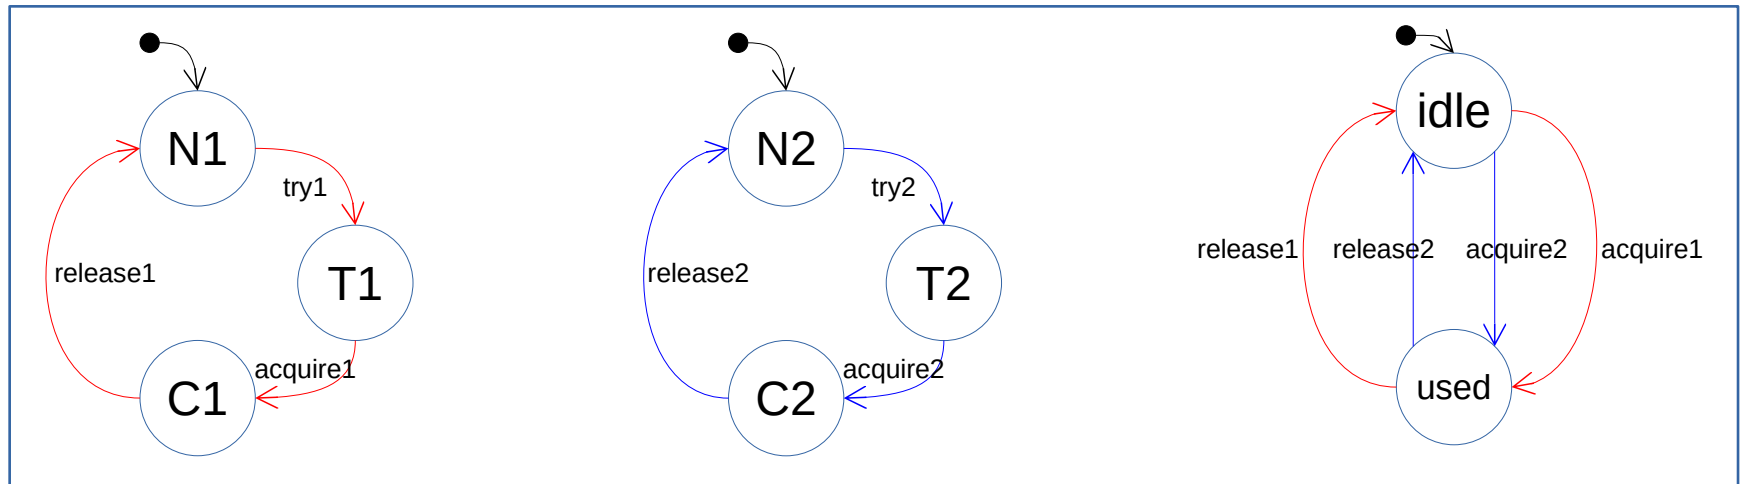 N1
try1
T1
release1
acquire1
C1
N2
try2
T2
release2
acquire2
C2
idle
release1
release2
acquire2
acquire1
used